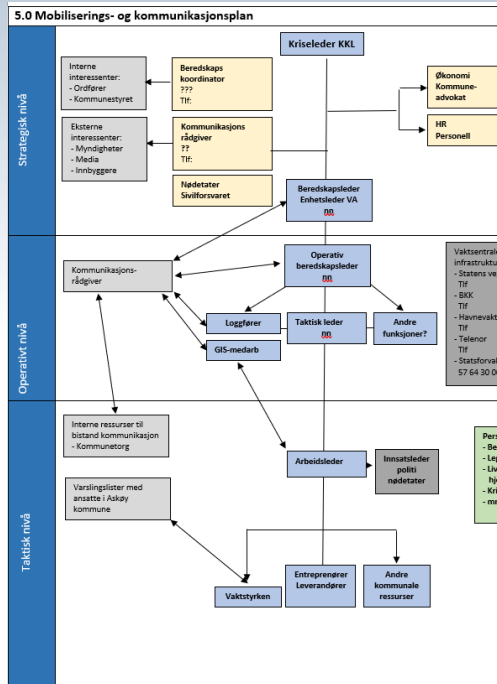 5.0 Mobiliserings- og kommunikasjonsplan
Strategisk nivå
Kriseleder KKL
Interne
interessenter:
- Ordfører
- Kommunestyret
Beredskaps
koordinator
???
Tlf:
Økonomi
Kommune-
advokat
HR
Personell
Eksterne
interessenter:
- Myndigheter
- Media
- Innbyggere
Kommunikasjons
rådgiver
??
Tlf:
Nødetater
Sivilforsvaret
Beredskapsleder
Enhetsleder VA
nn
Operativt nivå
Kommunikasjons-
rådgiver
Operativ
beredskapsleder
nn
Loggfører
Taktisk leder
nn
Andre
funksjoner?
GIS-medarb
- Statens
Tlf
- BKK
Tlf
Tlf
- Telenor
Tlf
57 64 30
Taktisk nivå
Interne ressurser til
bistand kommunikasjon
- Kommunetorg
Arbeidsleder
Innsatsleder
politi
nødetater
Varslingslister med
ansatte i Askøy
kommune
Vaktstyrken
Entreprenører
Leverandører
Andre
kommunale
ressurser